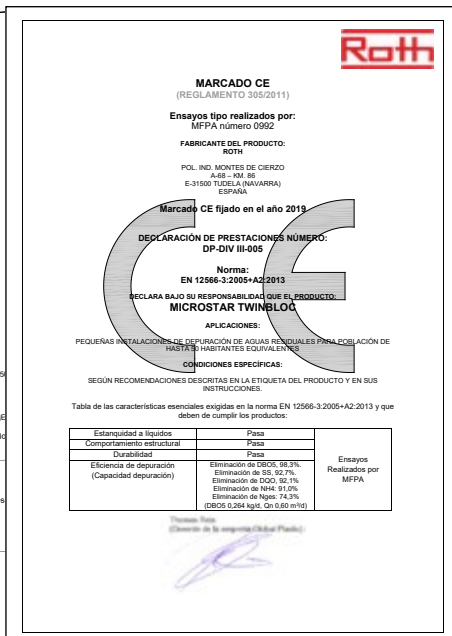 Roth
MARCADO CE
(REGLAMENTO 305/2011)
Ensayos tipo realizados por:
MFPA número 0992
FABRICANTE DEL PRODUCTO:
ROTH
POL. IND. MONTES DE CIERZO
A-68 – KM. 86
E-31500 TUDELA (NAVARRA)
ESPAÑA
Marcado CE fijado en el año 2019
DECLARACIÓN DE PRESTACIONES NÚMERO:
DP-DIV III-005
Norma:
EN 12566-3:2005+A2:2013
DECLARA BAJO SU RESPONSABILIDAD QUE EL PRODUCTO:
MICROSTAR TWINBLOC
APLICACIONES:
PEQUEÑAS INSTALACIONES DE DEPURACIÓN DE AGUAS RESIDUALES PARA POBLACIÓN DE
HASTA 50 HABITANTES EQUIVALENTES
CONDICIONES ESPECÍFICAS:
SEGÚN RECOMENDACIONES DESCRITAS EN LA ETIQUETA DEL PRODUCTO Y EN SUS
INSTRUCCIONES.
Tabla de las características esenciales exigidas en la norma EN 12566-3:2005+A2:2013 y que
deben de cumplir los productos:
Estanquidad a líquidos Pasa
Comportamiento estructural Pasa
Durabilidad Pasa
Eficiencia de depuración
(Capacidad depuración)
Eliminación de DBO5, 98,3%.
Eliminación de SS, 92,7%.
Eliminación de DQO, 92,1%
Eliminación de NH4: 91,0%
Eliminación de Nges: 74,3%
(DBO5 0,264 kg/d, Qn 0,60 m³/d)
Ensayos
Realizados por
MFPA
(Gerente de la empresa Global Plastic)